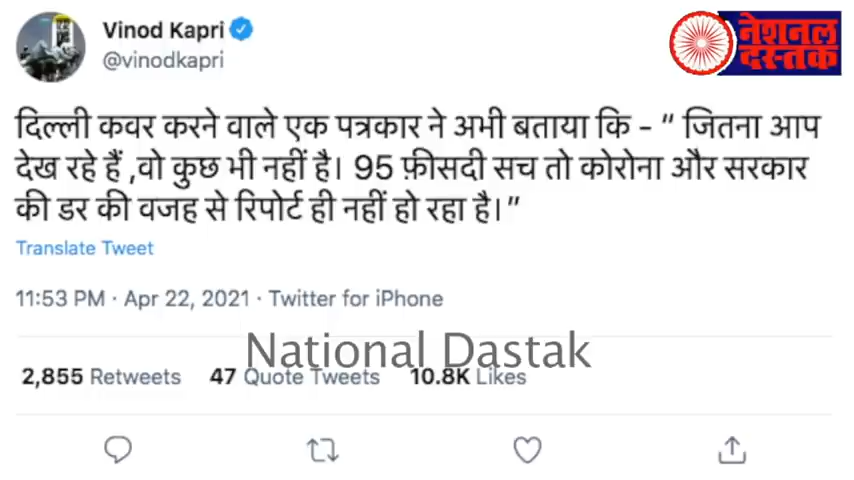 Vinod Kapri
@vinodkapri
नेशनल
दस्तक
दिल्ली कवर करने वाले एक पत्रकार ने अभी बताया कि - “ जितना आप
देख रहे हैं ,वो कुछ भी नहीं है। 95 फ़ीसदी सच तो कोरोना और सरकार
की डर की वजह से रिपोर्ट ही नहीं हो रहा है।”
Translate Tweet
11:53 PM · Apr 22, 2021 · Twitter for iPhone
National Dastak
2,855 Retweets 47 Quote Tweets 10.8K Likes